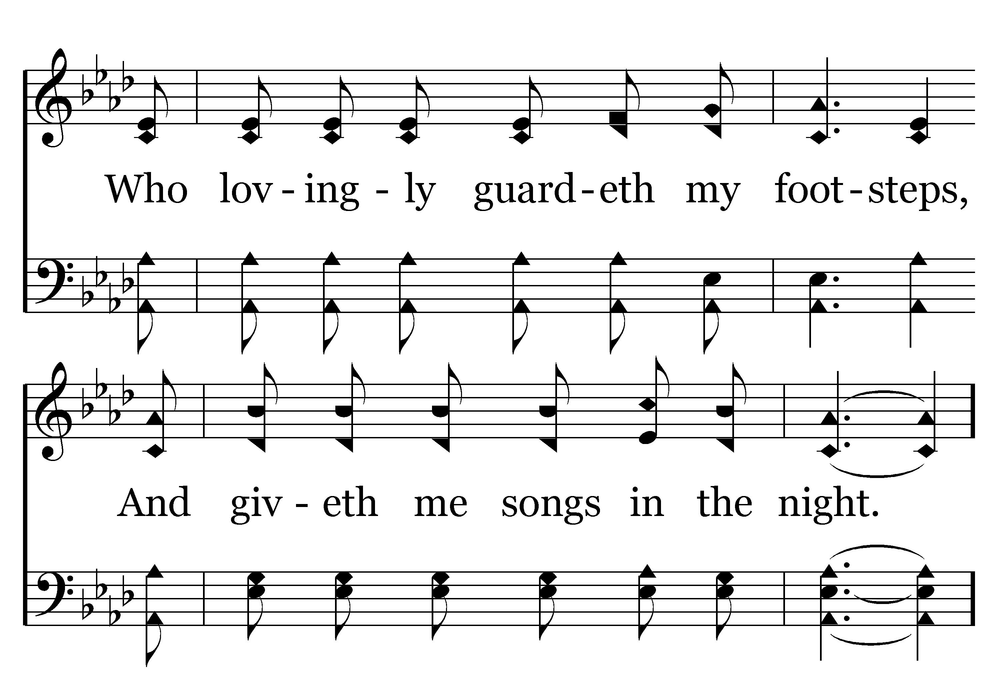 Who lov - ing - ly guard - eth my foot - steps,
And giv - eth me songs in the night.